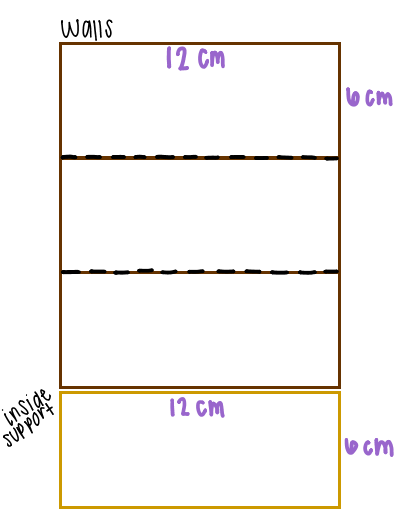 Walls
12 cm
6 cm
inside
support
12 cm
6 cm